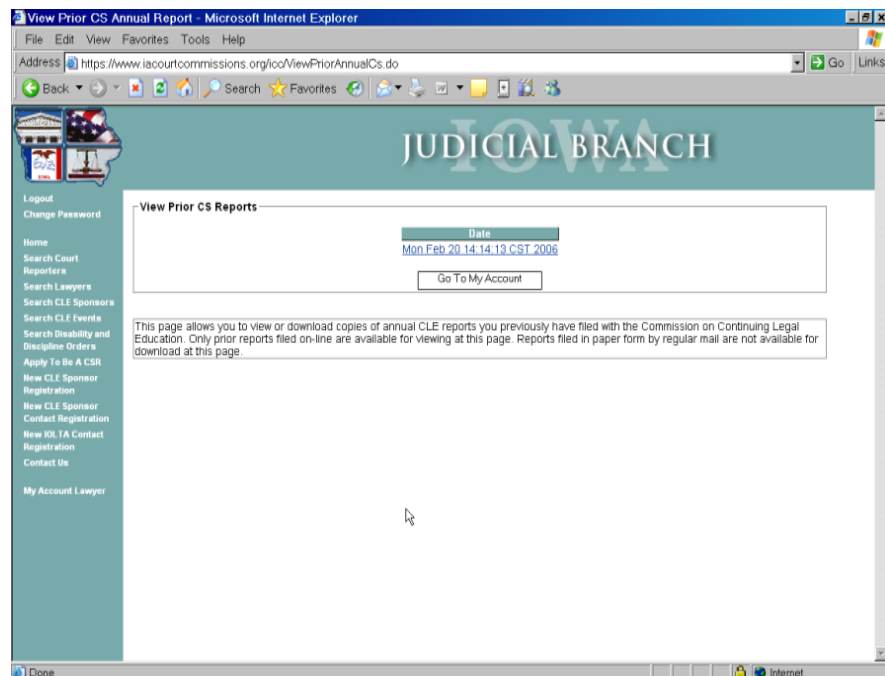 View Prior CS Annual Report - Microsoft Internet Explorer
File Edit View Favorites Tools Help
Address https://www.iacourtcommissions.org/ico/ViewPriorAnnualCs.do Go Links
Back Search Favorites
IOWA
JUDICIAL BRANCH
Logout
Change Password
Home
Search Court
Reporters
Search Lawyers
Search CLE Sponsors
Search CLE Events
Search Disability and
Discipline Orders
Apply To Be A CSR
New CLE Sponsor
Registration
New CLE Sponsor
Contact Registration
New IOLTA Contact
Registration
Contact Us
My Account Lawyer
View Prior CS Reports
Date
Mon Feb 20 14:14:13 CST 2006
Go To My Account
This page allows you to view or download copies of annual CLE reports you previously have filed with the Commission on Continuing Legal
Education. Only prior reports filed on-line are available for viewing at this page. Reports filed in paper form by regular mail are not available for
download at this page.
Done Internet